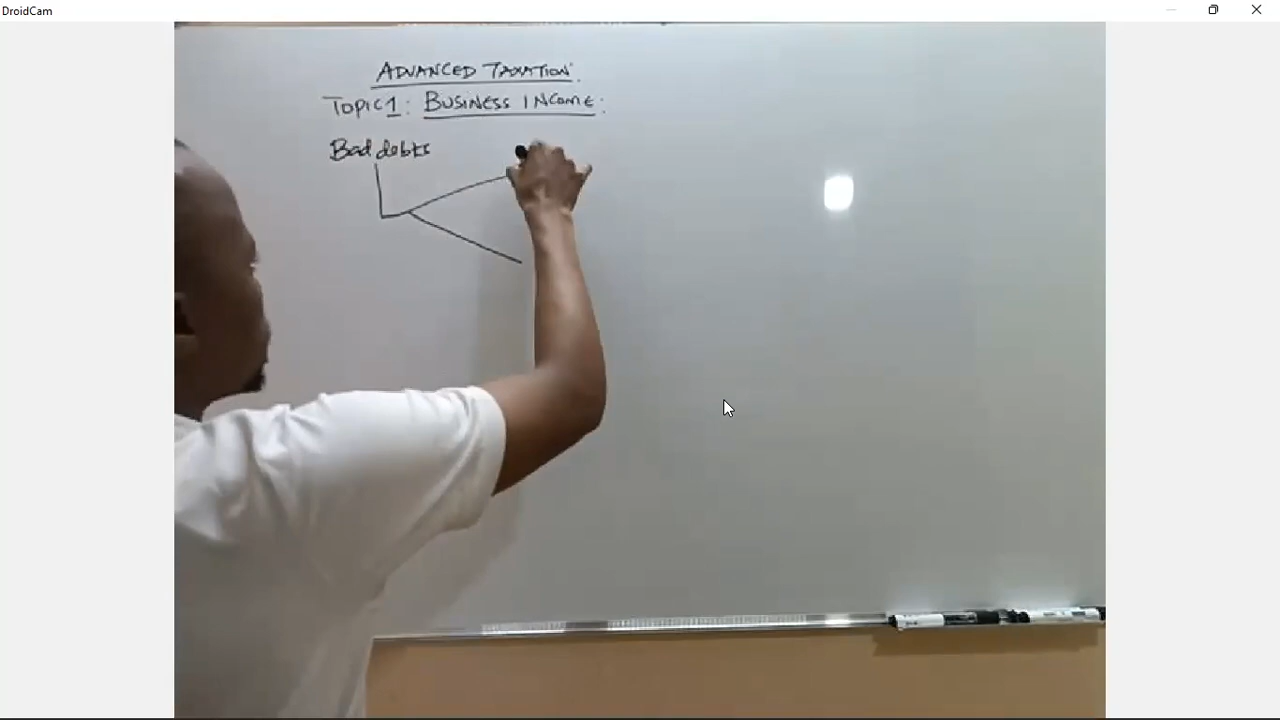 DroidCam
ADVANCED TAXATION.
TOPIC 1: BUSINESS INCOME:
Bad debts